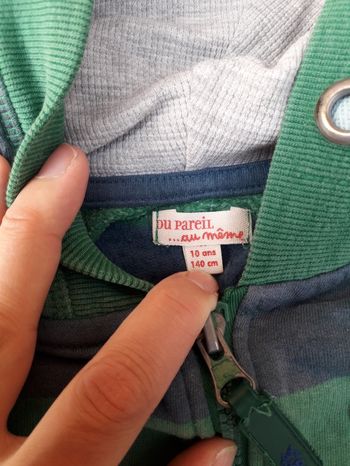 DU PAREIL
...au même
10 ans
140 cm